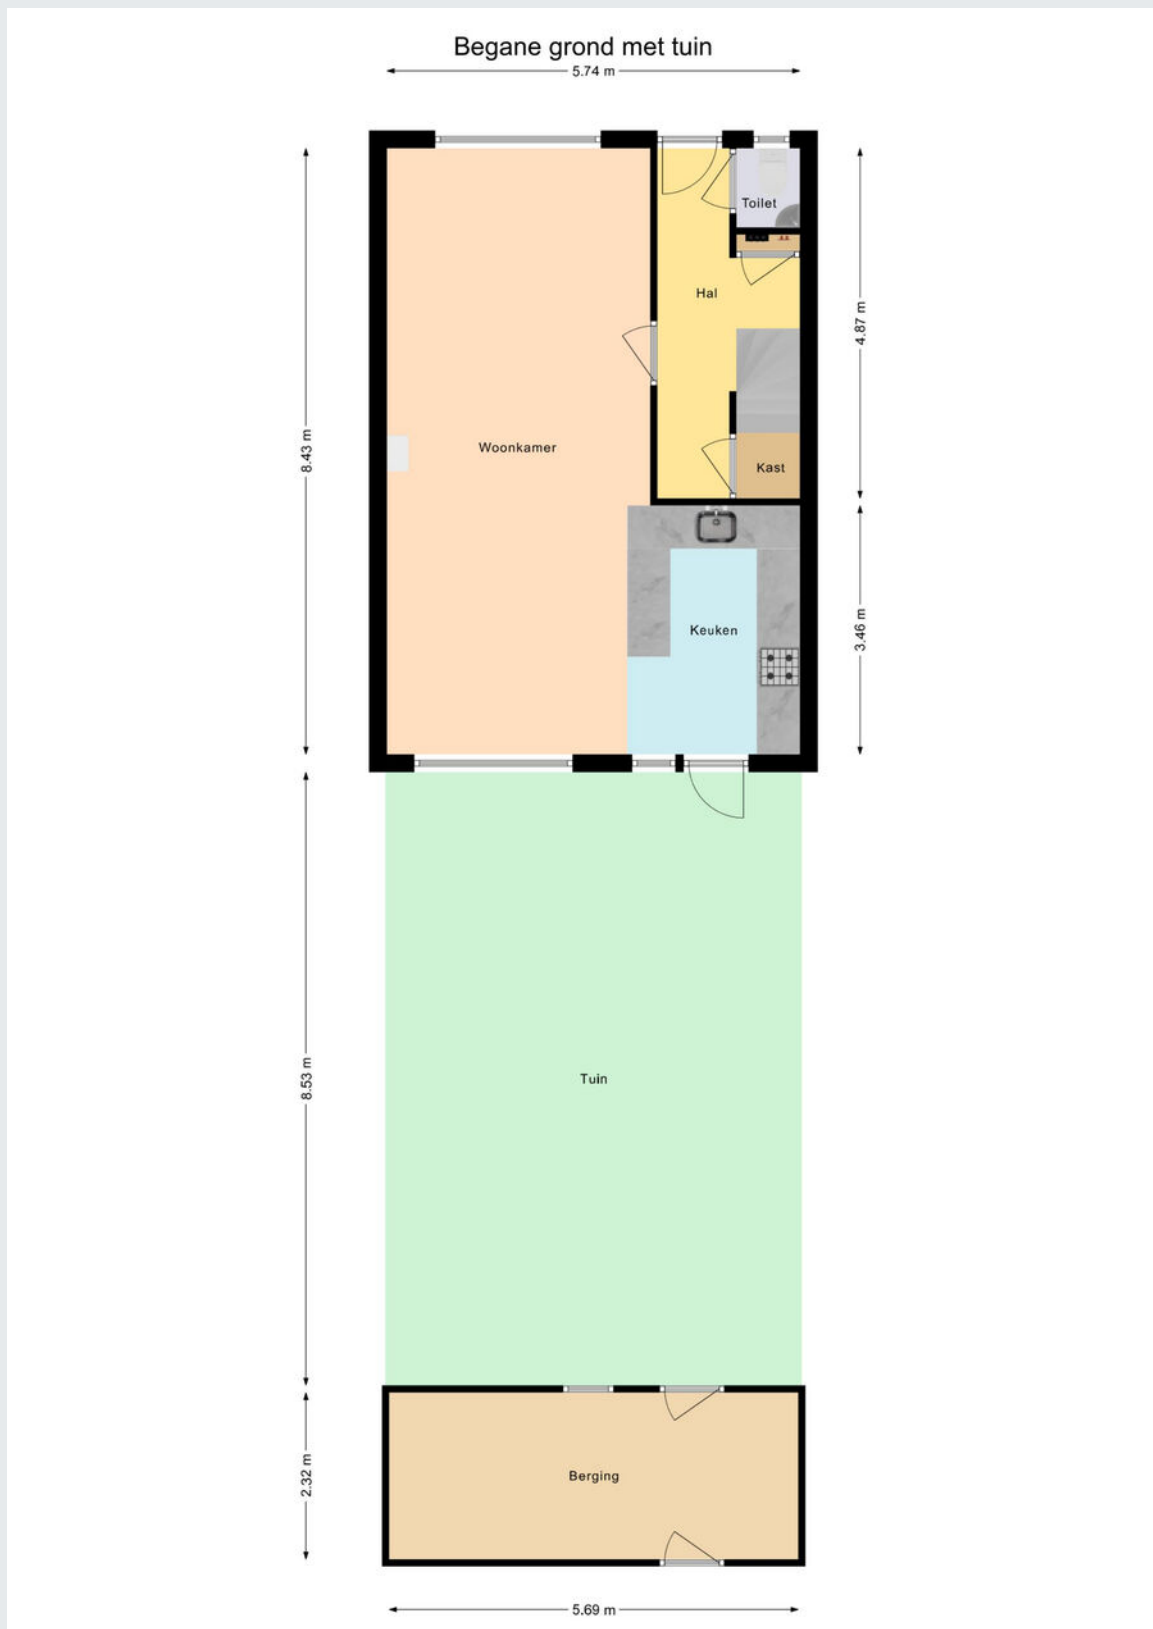 Begane grond met tuin
5.74 m
Toilet
Hal
4.87 m
8.43 m
Woonkamer
Kast
Keuken
3.46 m
Tuin
8.53 m
Berging
2.32 m
5.69 m